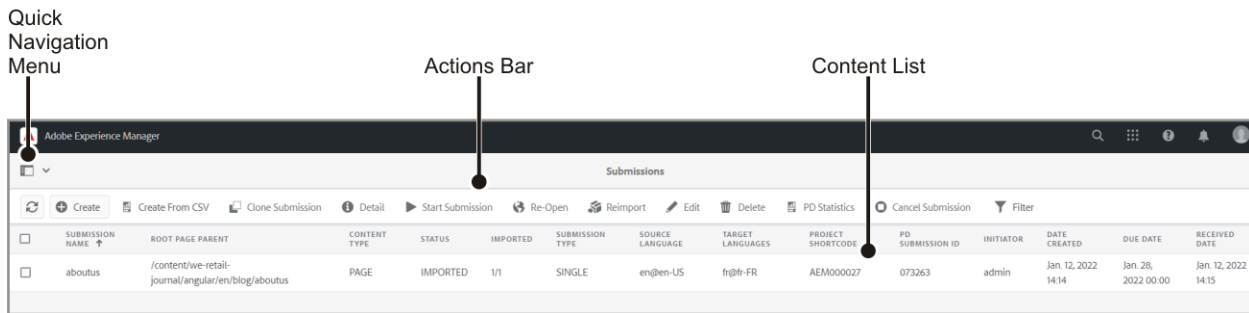 Quick
Navigation
Menu
Actions Bar
Content List
Adobe Experience Manager
Submissions
Create Create From CSV Clone Submission Detail Start Submission Re-Open Reimport Edit Delete PD Statistics Cancel Submission Filter
SUBMISSION NAME ↑ ROOT PAGE PARENT CONTENT TYPE STATUS IMPORTED SUBMISSION TYPE SOURCE LANGUAGE TARGET LANGUAGES PROJECT SHORTCODE PD SUBMISSION ID INITIATOR DATE CREATED DUE DATE RECEIVED DATE
aboutus /content/we-retail-journal/angular/en/blog/aboutus PAGE IMPORTED 1/1 SINGLE en@en-US fr@fr-FR AEM000027 073263 admin Jan. 12, 2022 14:14 Jan. 28, 2022 00:00 Jan. 12, 2022 14:15